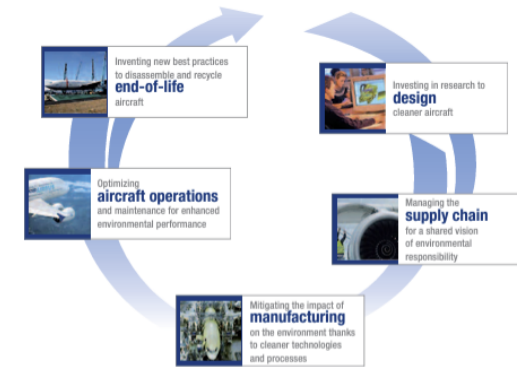 Inventing new best practices
to disassemble and recycle
end-of-life
aircraft
Investing in research to
design
cleaner aircraft
Optimizing
aircraft operations
and maintenance for enhanced
environmental performance
Managing the
supply chain
for a shared vision
of environmental
responsibility
Mitigating the impact of
manufacturing
on the environment thanks
to cleaner technologies
and processes